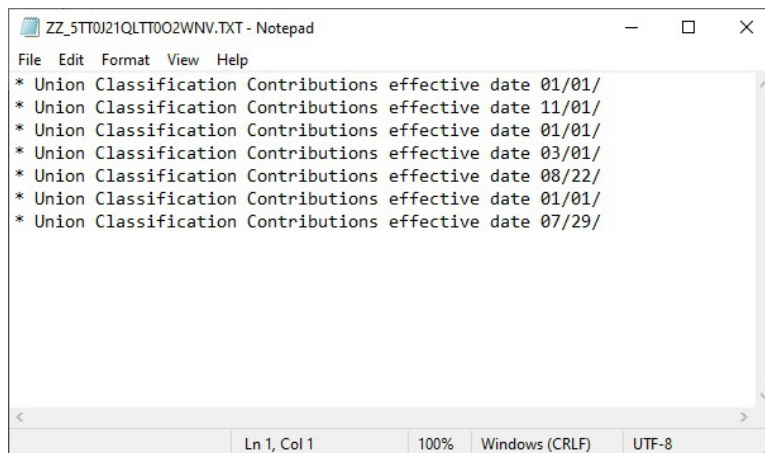 ZZ_5TT0J21QLTT0O2WNV.TXT - Notepad
File Edit Format View Help
* Union Classification Contributions effective date 01/01/
* Union Classification Contributions effective date 11/01/
* Union Classification Contributions effective date 01/01/
* Union Classification Contributions effective date 03/01/
* Union Classification Contributions effective date 08/22/
* Union Classification Contributions effective date 01/01/
* Union Classification Contributions effective date 07/29/
Ln 1, Col 1 100% Windows (CRLF) UTF-8